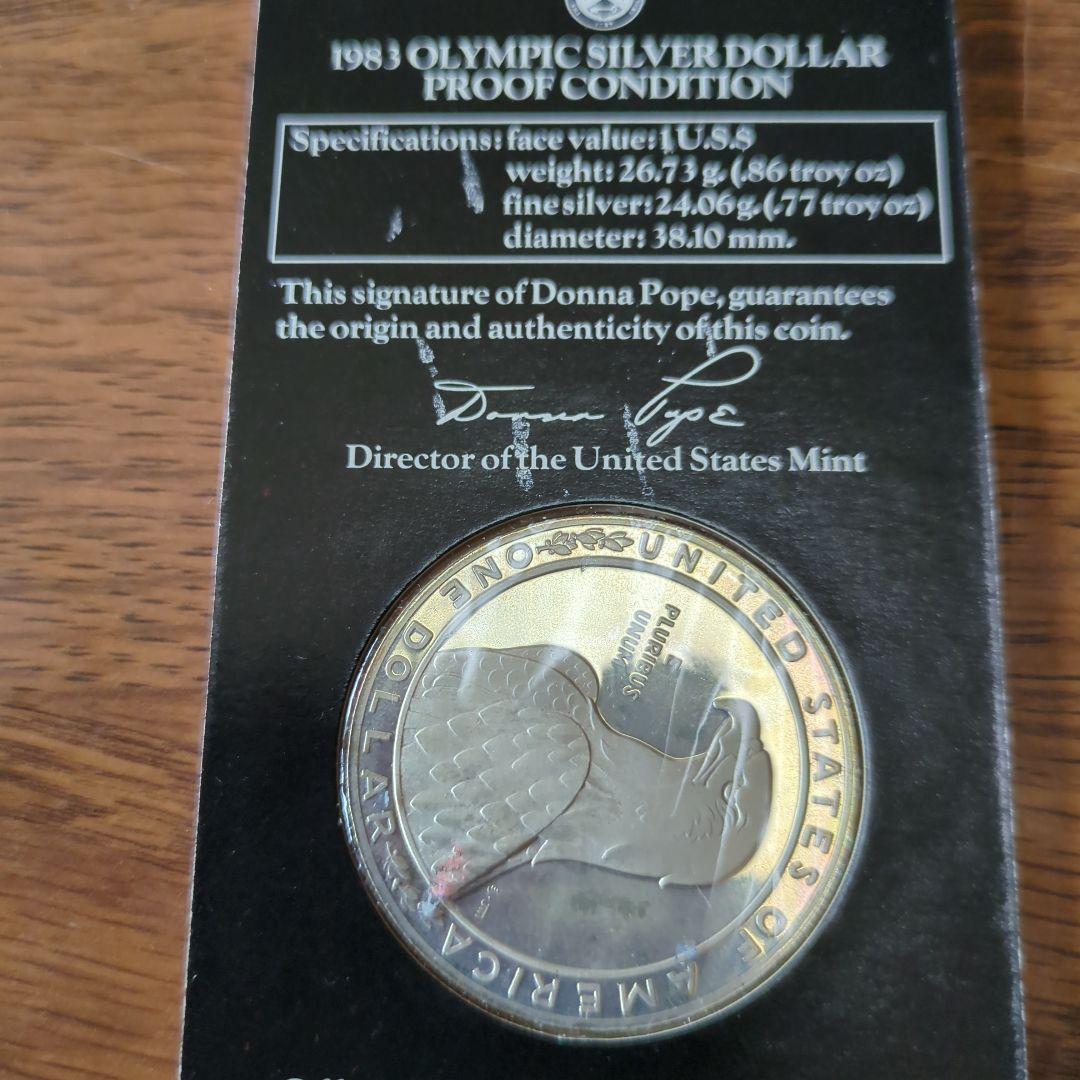 1983 OLYMPIC SILVER DOLLAR
PROOF CONDITION
Specifications: face value: 1 U.S.$
weight: 26.73 g. (.86 troy oz)
fine silver: 24.06 g. (.77 troy oz)
diameter: 38.10 mm.
This signature of Donna Pope, guarantees
the origin and authenticity of this coin.
Donna Pope
Director of the United States Mint
UNITED STATES OF AMERICA
ONE DOLLAR
E
PLURIBUS
UNUM